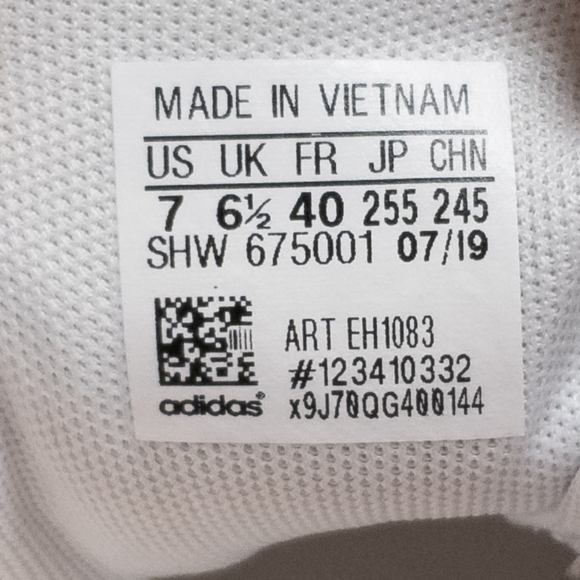 MADE IN VIETNAM
US UK FR JP CHN
7 6½ 40 255 245
SHW 675001 07/19
ART EH1083
#123410332
adidas® x9J70QG400144